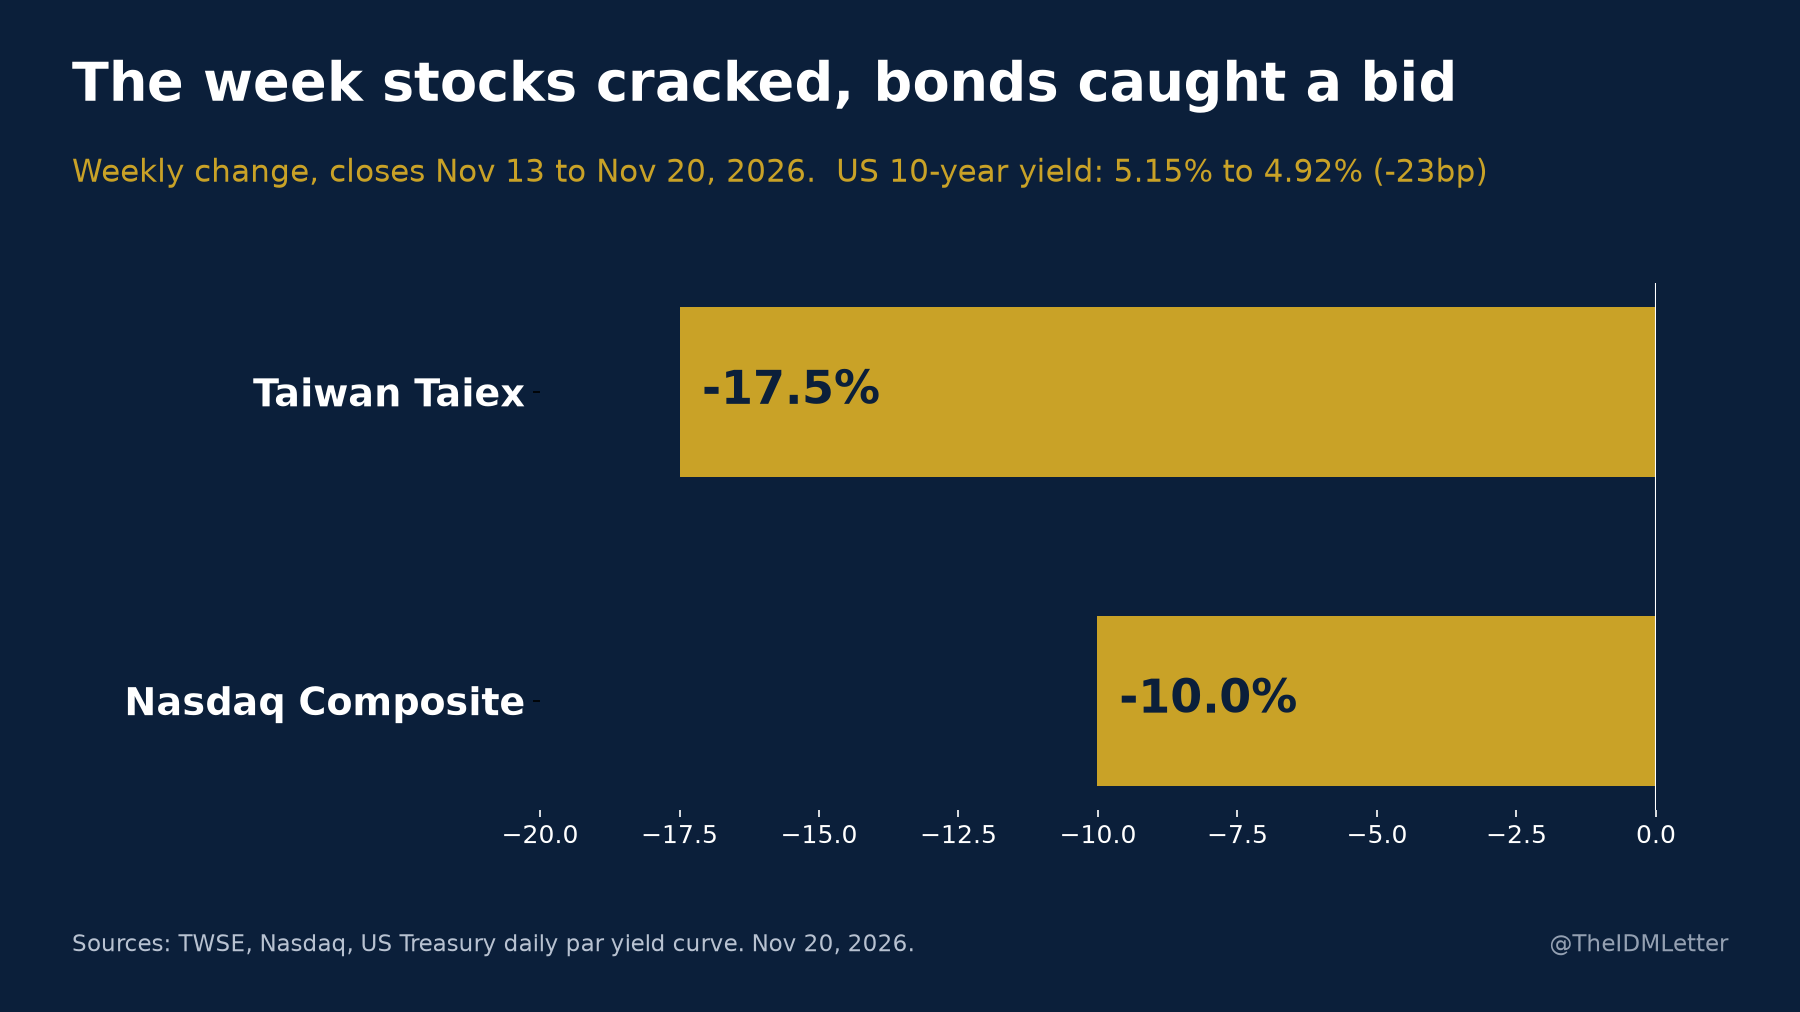 The week stocks cracked, bonds caught a bid
Weekly change, closes Nov 13 to Nov 20, 2026.  US 10-year yield: 5.15% to 4.92% (-23bp)
Taiwan Taiex
-17.5%
Nasdaq Composite
-10.0%
−20.0 −17.5 −15.0 −12.5 −10.0 −7.5 −5.0 −2.5 0.0
Sources: TWSE, Nasdaq, US Treasury daily par yield curve. Nov 20, 2026.
@TheIDMLetter